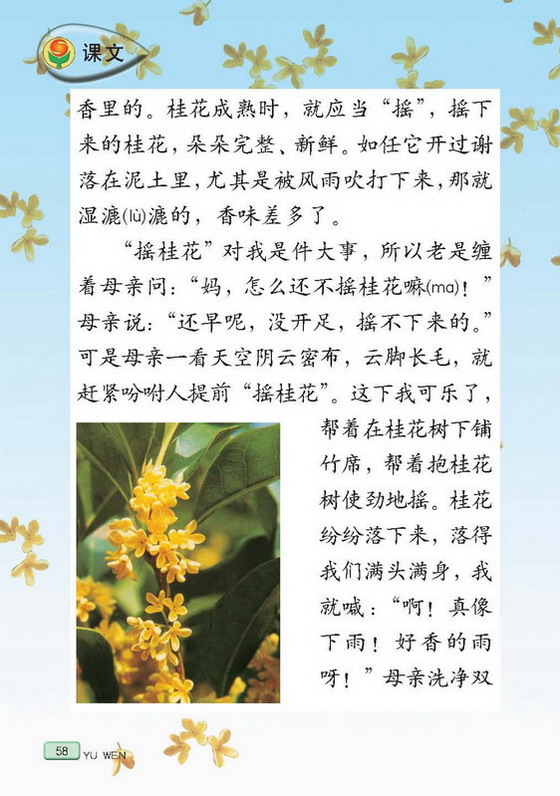 课文
香里的。桂花成熟时，就应当“摇”，摇下
来的桂花，朵朵完整、新鲜。如任它开过谢
落在泥土里，尤其是被风雨吹打下来，那就
湿漉(lù)漉的，香味差多了。
“摇桂花”对我是件大事，所以老是缠
着母亲问：“妈，怎么还不摇桂花嘛(ma)！”
母亲说：“还早呢，没开足，摇不下来的。”
可是母亲一看天空阴云密布，云脚长毛，就
赶紧吩咐人提前“摇桂花”。这下我可乐了，
帮着在桂花树下铺
竹席，帮着抱桂花
树使劲地摇。桂花
纷纷落下来，落得
我们满头满身，我
就喊：“啊！真像
下雨！好香的雨
呀！”母亲洗净双
58
YU WEN